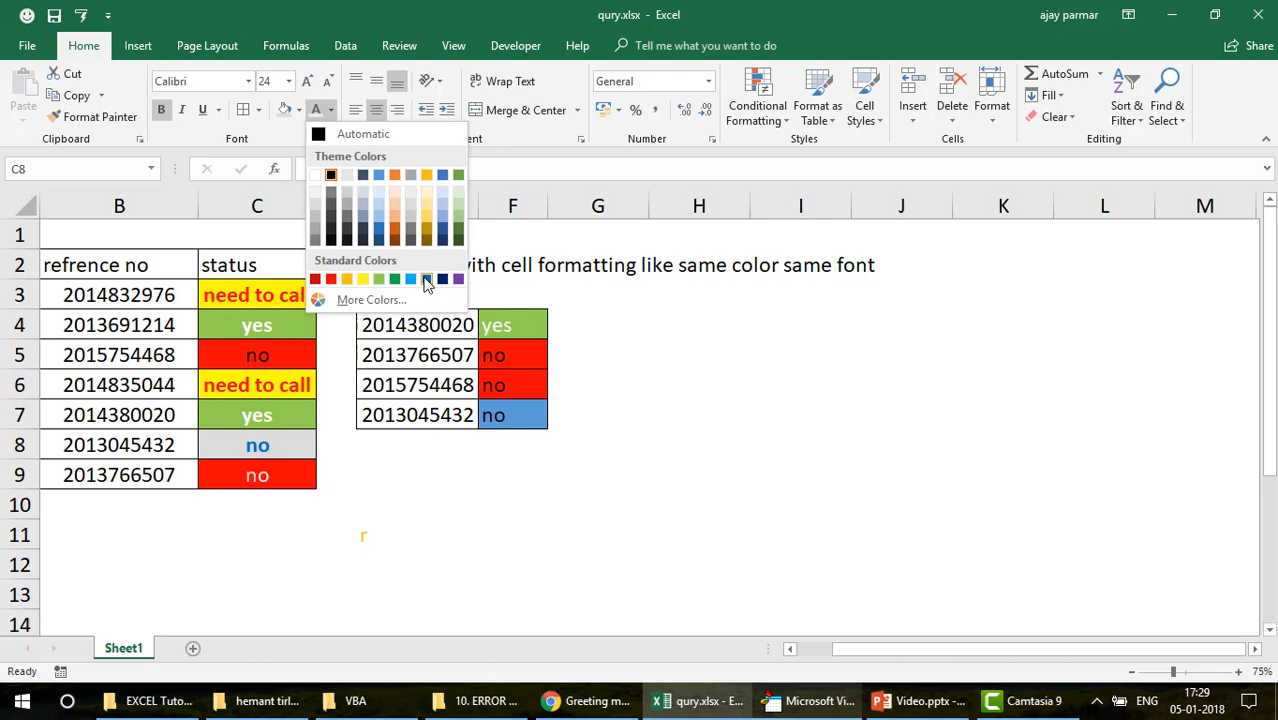 qury.xlsx - Excel
ajay parmar
File Home Insert Page Layout Formulas Data Review View Developer Help Tell me what you want to do Share
Cut
Copy
Format Painter
Paste
Clipboard
Calibri 24
B I U
Font
Wrap Text
Merge & Center
General
Number
Conditional Formatting
Format as Table
Cell Styles
Insert
Delete
Format
Cells
AutoSum
Fill
Clear
Sort & Filter
Find & Select
Editing
Automatic
Theme Colors
Standard Colors
More Colors...
C8
B C F G H I J K L M
1
2 refrence no status with cell formatting like same color same font
3 2014832976 need to call
4 2013691214 yes 2014380020 yes
5 2015754468 no 2013766507 no
6 2014835044 need to call 2015754468 no
7 2014380020 yes 2013045432 no
8 2013045432 no
9 2013766507 no
10
11 r
12
13
14
Sheet1
Ready 75%
EXCEL Tuto... hemant tirl... VBA 10. ERROR ... Greeting m... qury.xlsx - E... Microsoft Vi... Video.pptx -... Camtasia 9 ENG 17:29
05-01-2018